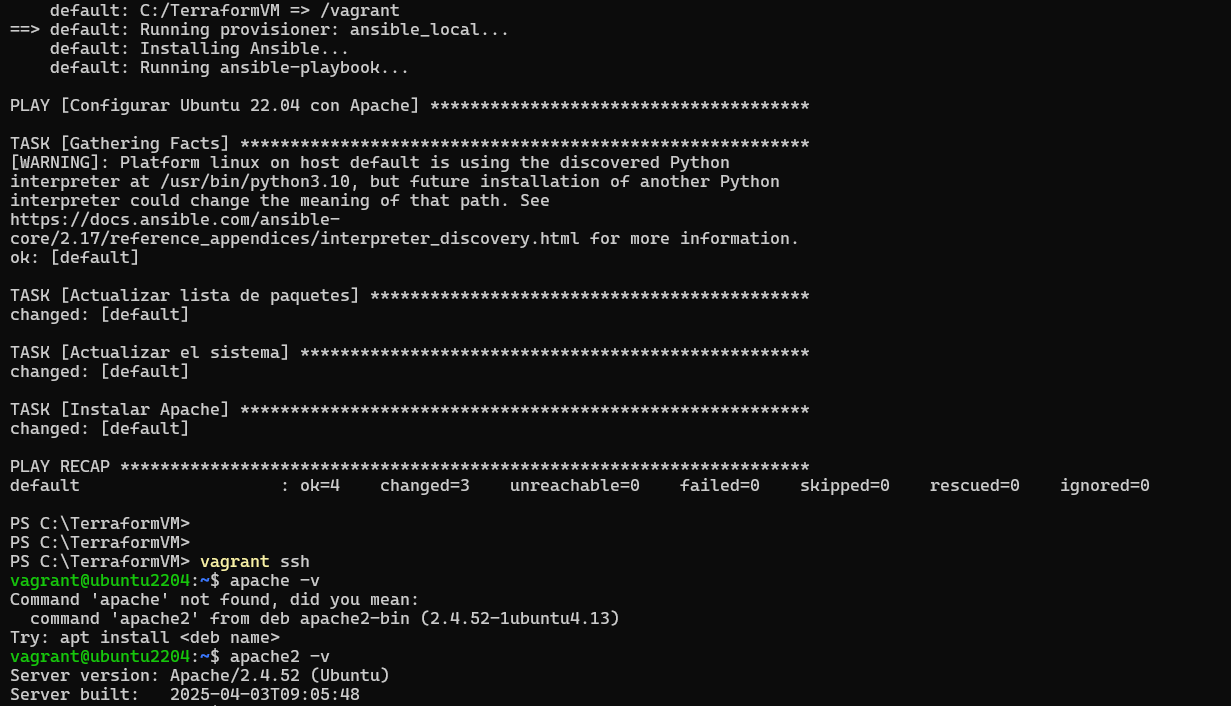 default: C:/TerraformVM => /vagrant
==> default: Running provisioner: ansible_local...
default: Installing Ansible...
default: Running ansible-playbook...
PLAY [Configurar Ubuntu 22.04 con Apache] **************************************
TASK [Gathering Facts] *********************************************************
[WARNING]: Platform linux on host default is using the discovered Python
interpreter at /usr/bin/python3.10, but future installation of another Python
interpreter could change the meaning of that path. See
https://docs.ansible.com/ansible-
core/2.17/reference_appendices/interpreter_discovery.html for more information.
ok: [default]
TASK [Actualizar lista de paquetes] ********************************************
changed: [default]
TASK [Actualizar el sistema] ***************************************************
changed: [default]
TASK [Instalar Apache] *********************************************************
changed: [default]
PLAY RECAP *********************************************************************
default                    : ok=4    changed=3    unreachable=0    failed=0    skipped=0    rescued=0    ignored=0
PS C:\TerraformVM>
PS C:\TerraformVM>
PS C:\TerraformVM> vagrant ssh
vagrant@ubuntu2204:~$ apache -v
Command 'apache' not found, did you mean:
command 'apache2' from deb apache2-bin (2.4.52-1ubuntu4.13)
Try: apt install <deb name>
vagrant@ubuntu2204:~$ apache2 -v
Server version: Apache/2.4.52 (Ubuntu)
Server built:   2025-04-03T09:05:48